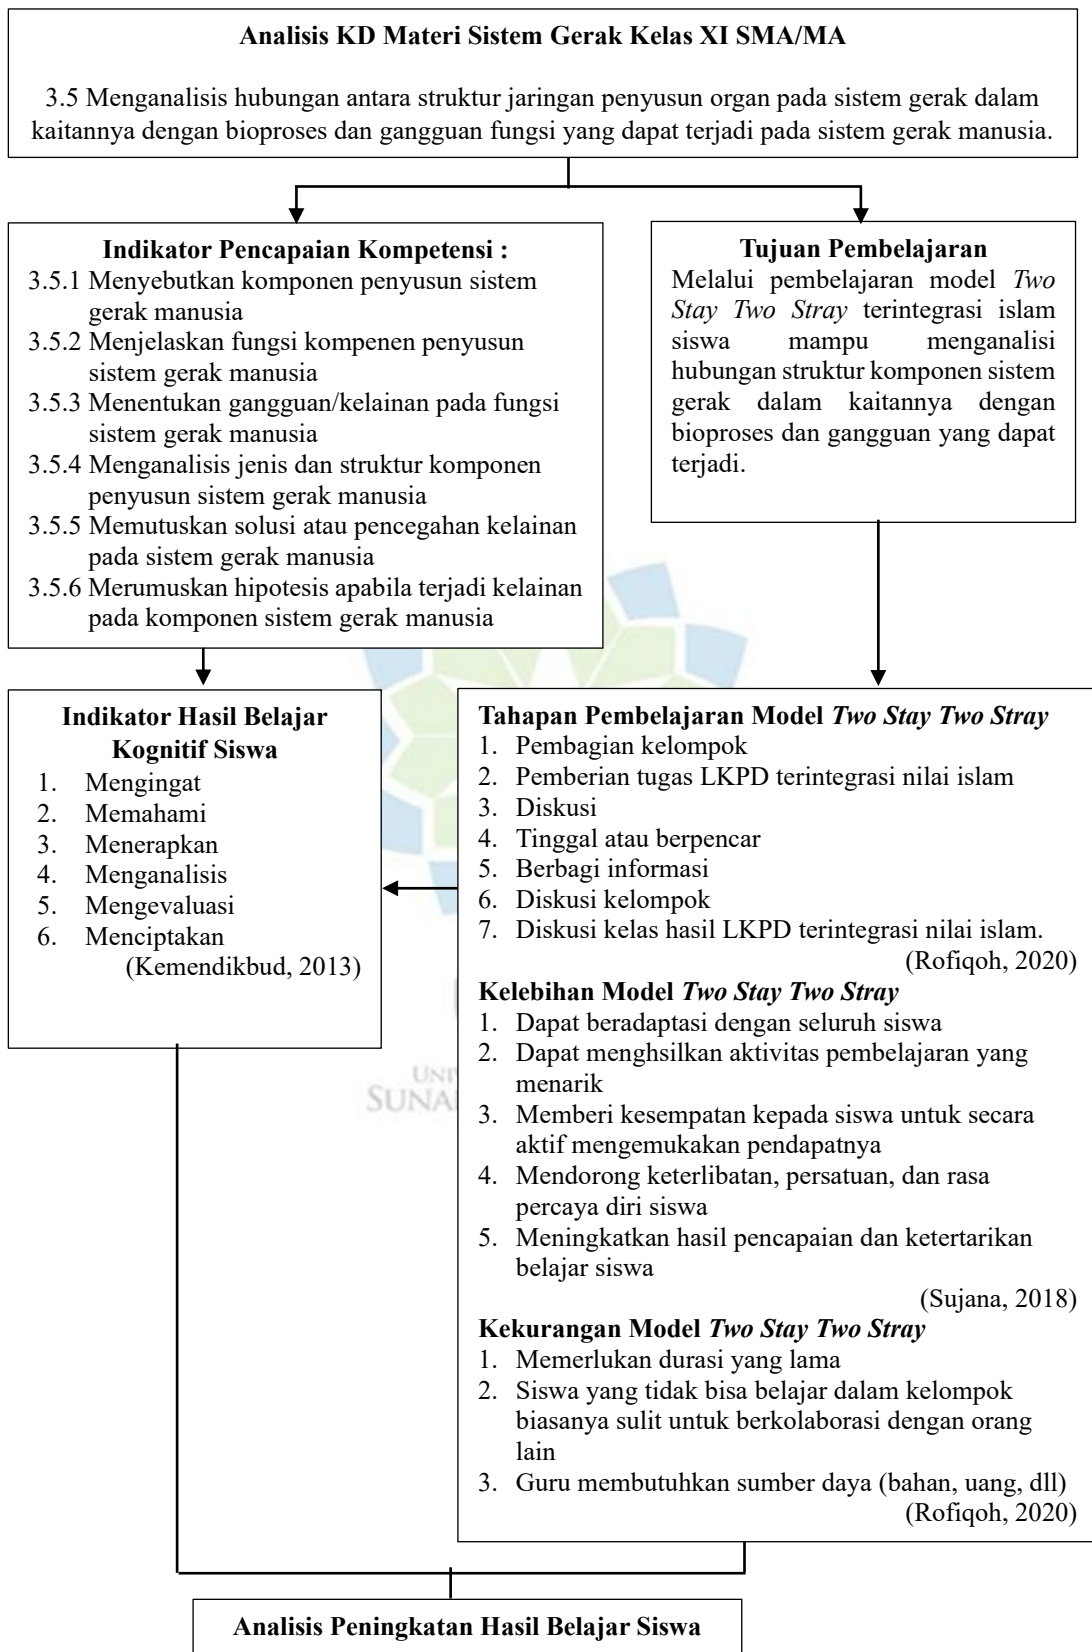 Analisis KD Materi Sistem Gerak Kelas XI SMA/MA
3.5 Menganalisis hubungan antara struktur jaringan penyusun organ pada sistem gerak dalam
kaitannya dengan bioproses dan gangguan fungsi yang dapat terjadi pada sistem gerak manusia.
Indikator Pencapaian Kompetensi :
3.5.1 Menyebutkan komponen penyusun sistem
gerak manusia
3.5.2 Menjelaskan fungsi kompenen penyusun
sistem gerak manusia
3.5.3 Menentukan gangguan/kelainan pada fungsi
sistem gerak manusia
3.5.4 Menganalisis jenis dan struktur komponen
penyusun sistem gerak manusia
3.5.5 Memutuskan solusi atau pencegahan kelainan
pada sistem gerak manusia
3.5.6 Merumuskan hipotesis apabila terjadi kelainan
pada komponen sistem gerak manusia
Tujuan Pembelajaran
Melalui pembelajaran model Two
Stay Two Stray terintegrasi islam
siswa mampu menganalisi
hubungan struktur komponen sistem
gerak dalam kaitannya dengan
bioproses dan gangguan yang dapat
terjadi.
Indikator Hasil Belajar
Kognitif Siswa
1. Mengingat
2. Memahami
3. Menerapkan
4. Menganalisis
5. Mengevaluasi
6. Menciptakan
(Kemendikbud, 2013)
Tahapan Pembelajaran Model Two Stay Two Stray
1. Pembagian kelompok
2. Pemberian tugas LKPD terintegrasi nilai islam
3. Diskusi
4. Tinggal atau berpencar
5. Berbagi informasi
6. Diskusi kelompok
7. Diskusi kelas hasil LKPD terintegrasi nilai islam.
(Rofiqoh, 2020)
Kelebihan Model Two Stay Two Stray
1. Dapat beradaptasi dengan seluruh siswa
2. Dapat menghsilkan aktivitas pembelajaran yang
menarik
3. Memberi kesempatan kepada siswa untuk secara
aktif mengemukakan pendapatnya
4. Mendorong keterlibatan, persatuan, dan rasa
percaya diri siswa
5. Meningkatkan hasil pencapaian dan ketertarikan
belajar siswa
(Sujana, 2018)
Kekurangan Model Two Stay Two Stray
1. Memerlukan durasi yang lama
2. Siswa yang tidak bisa belajar dalam kelompok
biasanya sulit untuk berkolaborasi dengan orang
lain
3. Guru membutuhkan sumber daya (bahan, uang, dll)
(Rofiqoh, 2020)
Analisis Peningkatan Hasil Belajar Siswa